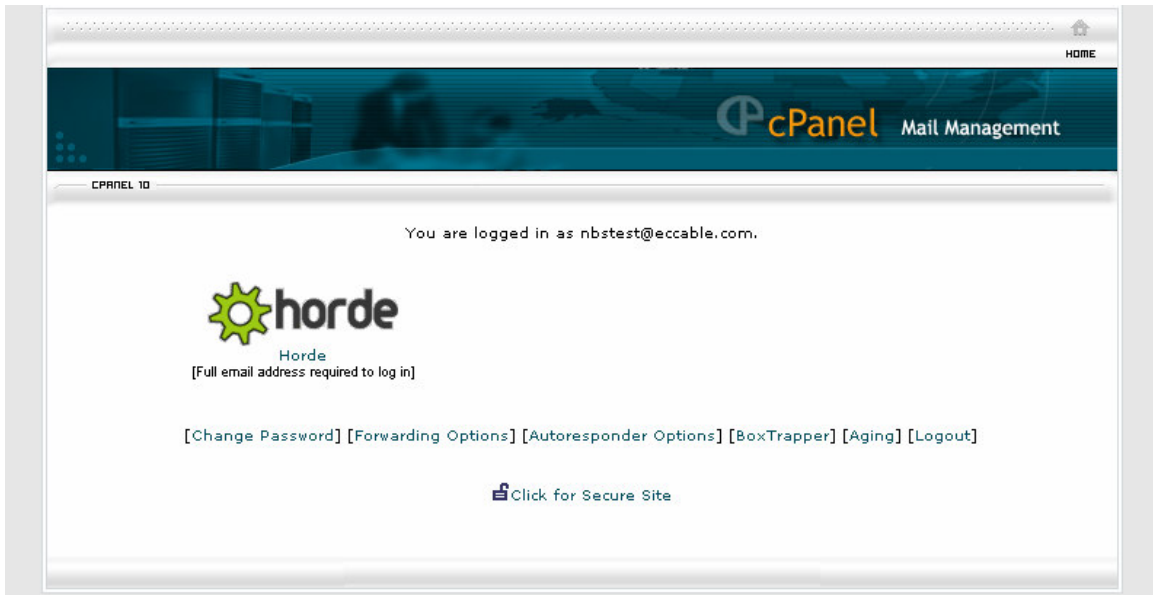 HOME
cPanel Mail Management
CPANEL 10
You are logged in as nbstest@eccable.com.
horde
Horde
[Full email address required to log in]
[Change Password] [Forwarding Options] [Autoresponder Options] [BoxTrapper] [Aging] [Logout]
Click for Secure Site